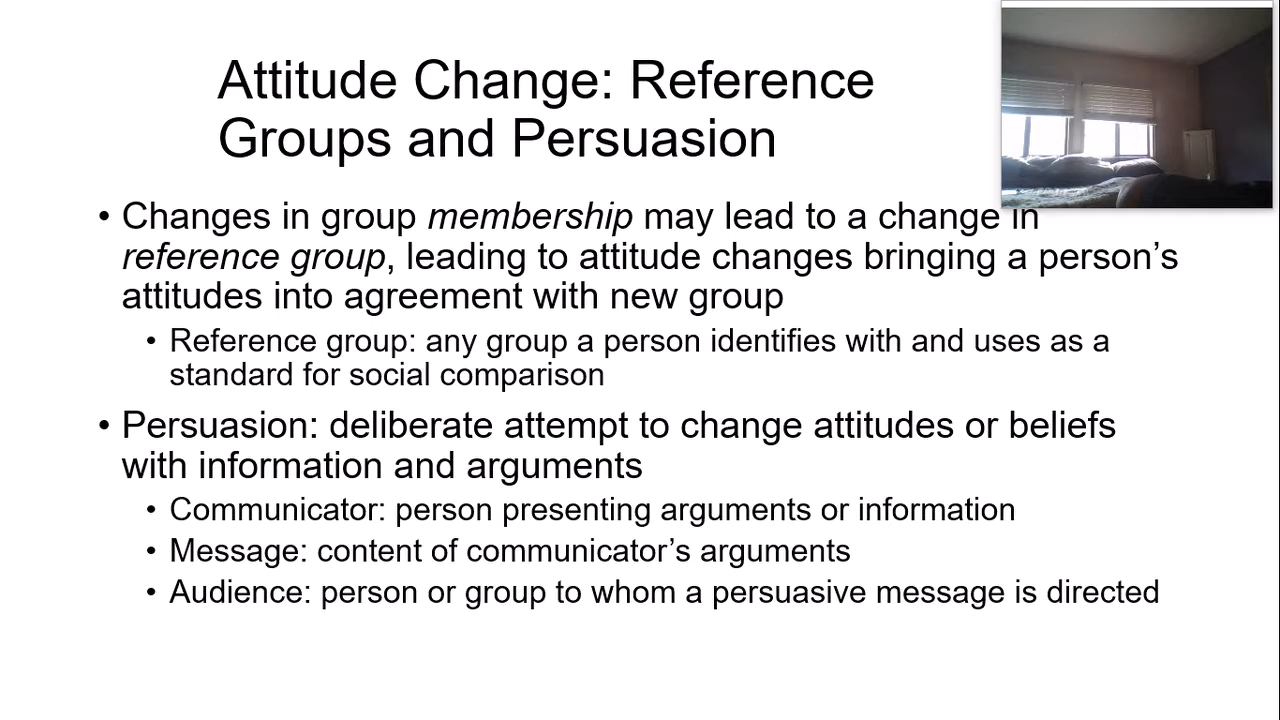 Attitude Change: Reference
Groups and Persuasion
• Changes in group membership may lead to a change in
reference group, leading to attitude changes bringing a person’s
attitudes into agreement with new group
• Reference group: any group a person identifies with and uses as a
standard for social comparison
• Persuasion: deliberate attempt to change attitudes or beliefs
with information and arguments
• Communicator: person presenting arguments or information
• Message: content of communicator’s arguments
• Audience: person or group to whom a persuasive message is directed